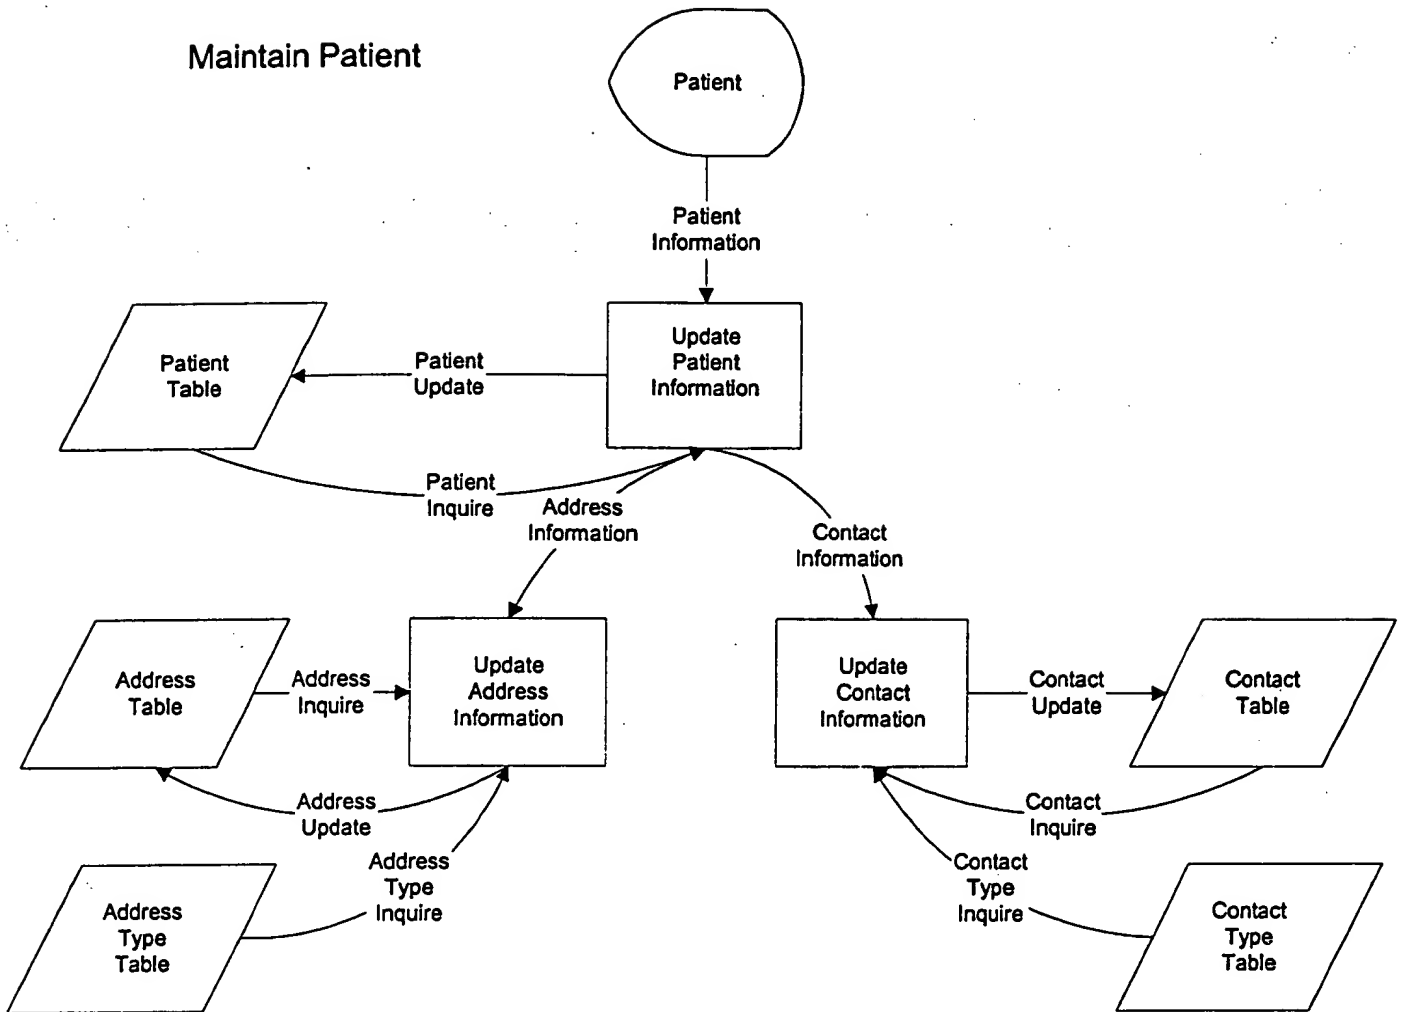 Maintain Patient
Patient
Patient
Information
Update
Patient
Information
Patient
Table
Patient
Update
Patient
Inquire
Address
Information
Contact
Information
Address
Table
Address
Inquire
Update
Address
Information
Update
Contact
Information
Contact
Update
Contact
Table
Address
Update
Contact
Inquire
Address
Type
Inquire
Contact
Type
Inquire
Address
Type
Table
Contact
Type
Table